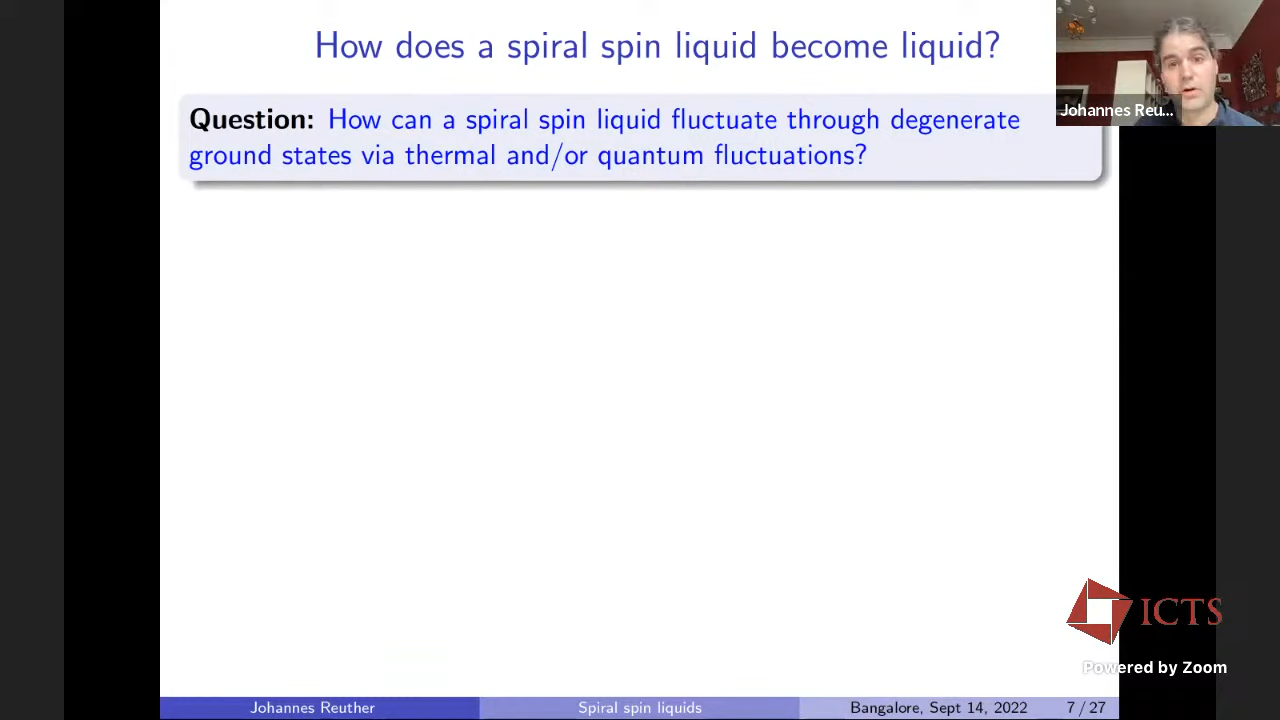 How does a spiral spin liquid become liquid?
Johannes Reu...
Question: How can a spiral spin liquid fluctuate through degenerate
ground states via thermal and/or quantum fluctuations?
ICTS
Powered by Zoom
Johannes Reuther
Spiral spin liquids
Bangalore, Sept 14, 2022
7 / 27